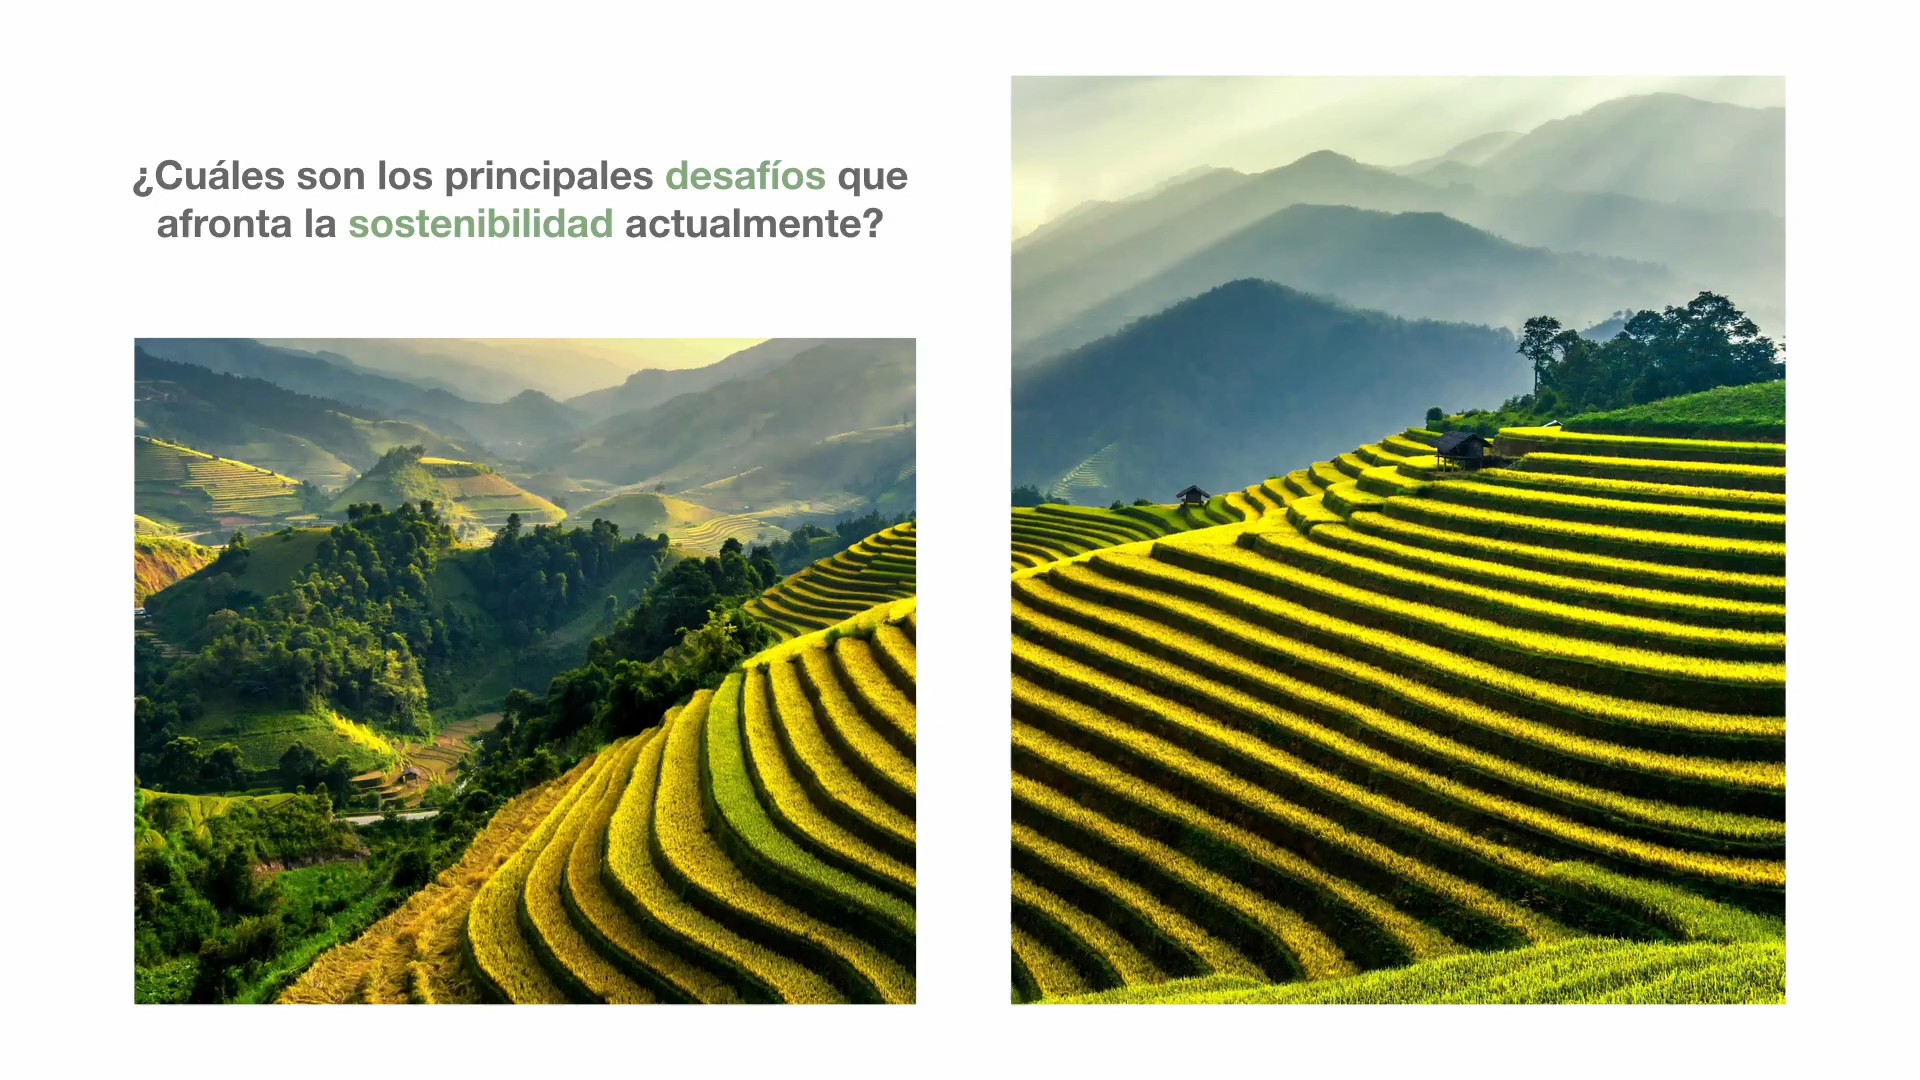 ¿Cuáles son los principales desafíos que
afronta la sostenibilidad actualmente?